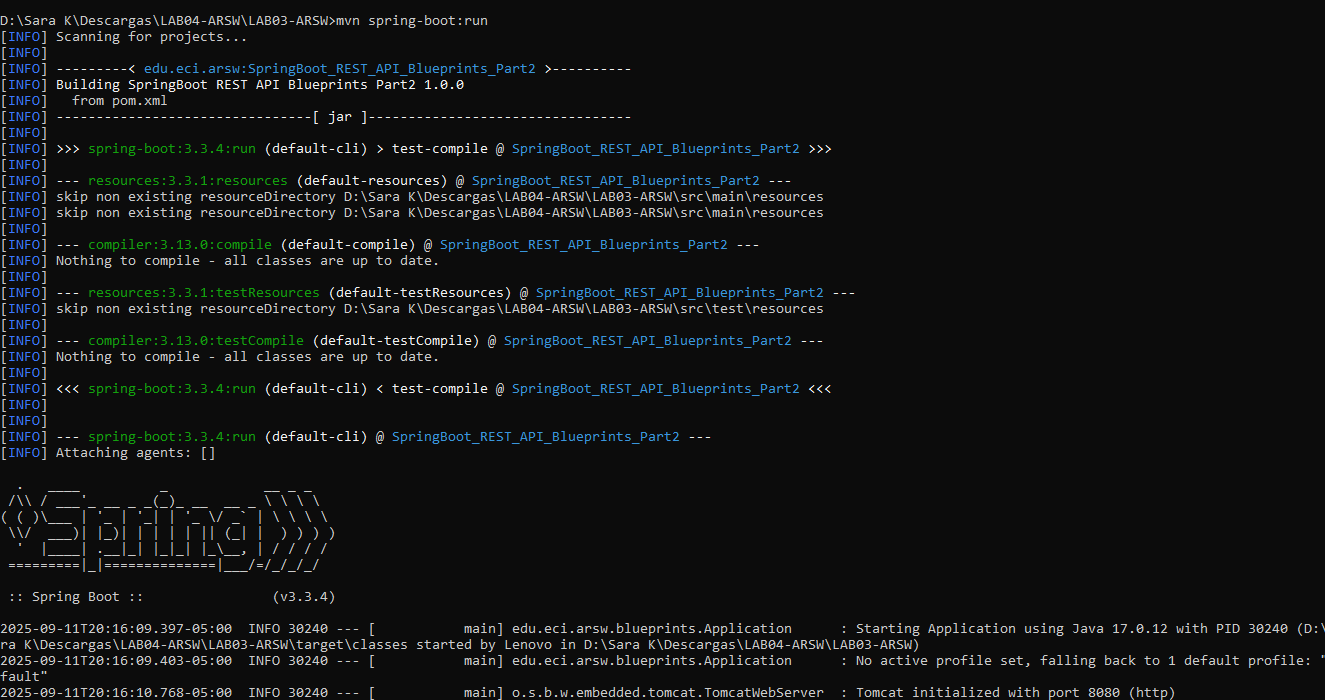 D:\Sara K\Descargas\LAB04-ARSW\LAB03-ARSW>mvn spring-boot:run
[INFO] Scanning for projects...
[INFO]
[INFO] ---------< edu.eci.arsw:SpringBoot_REST_API_Blueprints_Part2 >----------
[INFO] Building SpringBoot REST API Blueprints Part2 1.0.0
[INFO]   from pom.xml
[INFO] --------------------------------[ jar ]---------------------------------
[INFO]
[INFO] >>> spring-boot:3.3.4:run (default-cli) > test-compile @ SpringBoot_REST_API_Blueprints_Part2 >>>
[INFO]
[INFO] --- resources:3.3.1:resources (default-resources) @ SpringBoot_REST_API_Blueprints_Part2 ---
[INFO] skip non existing resourceDirectory D:\Sara K\Descargas\LAB04-ARSW\LAB03-ARSW\src\main\resources
[INFO] skip non existing resourceDirectory D:\Sara K\Descargas\LAB04-ARSW\LAB03-ARSW\src\main\resources
[INFO]
[INFO] --- compiler:3.13.0:compile (default-compile) @ SpringBoot_REST_API_Blueprints_Part2 ---
[INFO] Nothing to compile - all classes are up to date.
[INFO]
[INFO] --- resources:3.3.1:testResources (default-testResources) @ SpringBoot_REST_API_Blueprints_Part2 ---
[INFO] skip non existing resourceDirectory D:\Sara K\Descargas\LAB04-ARSW\LAB03-ARSW\src\test\resources
[INFO]
[INFO] --- compiler:3.13.0:testCompile (default-testCompile) @ SpringBoot_REST_API_Blueprints_Part2 ---
[INFO] Nothing to compile - all classes are up to date.
[INFO]
[INFO] <<< spring-boot:3.3.4:run (default-cli) < test-compile @ SpringBoot_REST_API_Blueprints_Part2 <<<
[INFO]
[INFO]
[INFO] --- spring-boot:3.3.4:run (default-cli) @ SpringBoot_REST_API_Blueprints_Part2 ---
[INFO] Attaching agents: []

  .   ____          _            __ _ _
 /\\ / ___'_ __ _ _(_)_ __  __ _ \ \ \ \
( ( )\___ | '_ | '_| | '_ \/ _` | \ \ \ \
 \\/  ___)| |_)| | | | | || (_| |  ) ) ) )
  '  |____| .__|_| |_|_| |_\__, | / / / /
 =========|_|==============|___/=/_/_/_/

 :: Spring Boot ::                (v3.3.4)

2025-09-11T20:16:09.397-05:00  INFO 30240 --- [           main] edu.eci.arsw.blueprints.Application      : Starting Application using Java 17.0.12 with PID 30240 (D:\
ra K\Descargas\LAB04-ARSW\LAB03-ARSW\target\classes started by Lenovo in D:\Sara K\Descargas\LAB04-ARSW\LAB03-ARSW)
2025-09-11T20:16:09.403-05:00  INFO 30240 --- [           main] edu.eci.arsw.blueprints.Application      : No active profile set, falling back to 1 default profile: "
fault"
2025-09-11T20:16:10.768-05:00  INFO 30240 --- [           main] o.s.b.w.embedded.tomcat.TomcatWebServer  : Tomcat initialized with port 8080 (http)